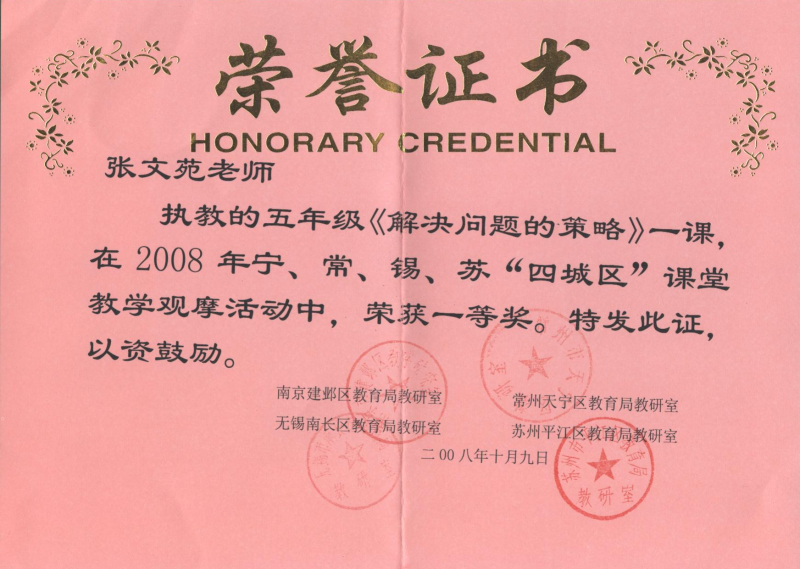 荣誉证书
HONORARY CREDENTIAL
张文苑老师
执教的五年级《解决问题的策略》一课，
在 2008 年宁、常、锡、苏“四城区”课堂
教学观摩活动中，荣获一等奖。特发此证，
以资鼓励。
南京建邺区教育局教研室 常州天宁区教育局教研室
无锡南长区教育局教研室 苏州平江区教育局教研室
二00八年十月九日
教研室